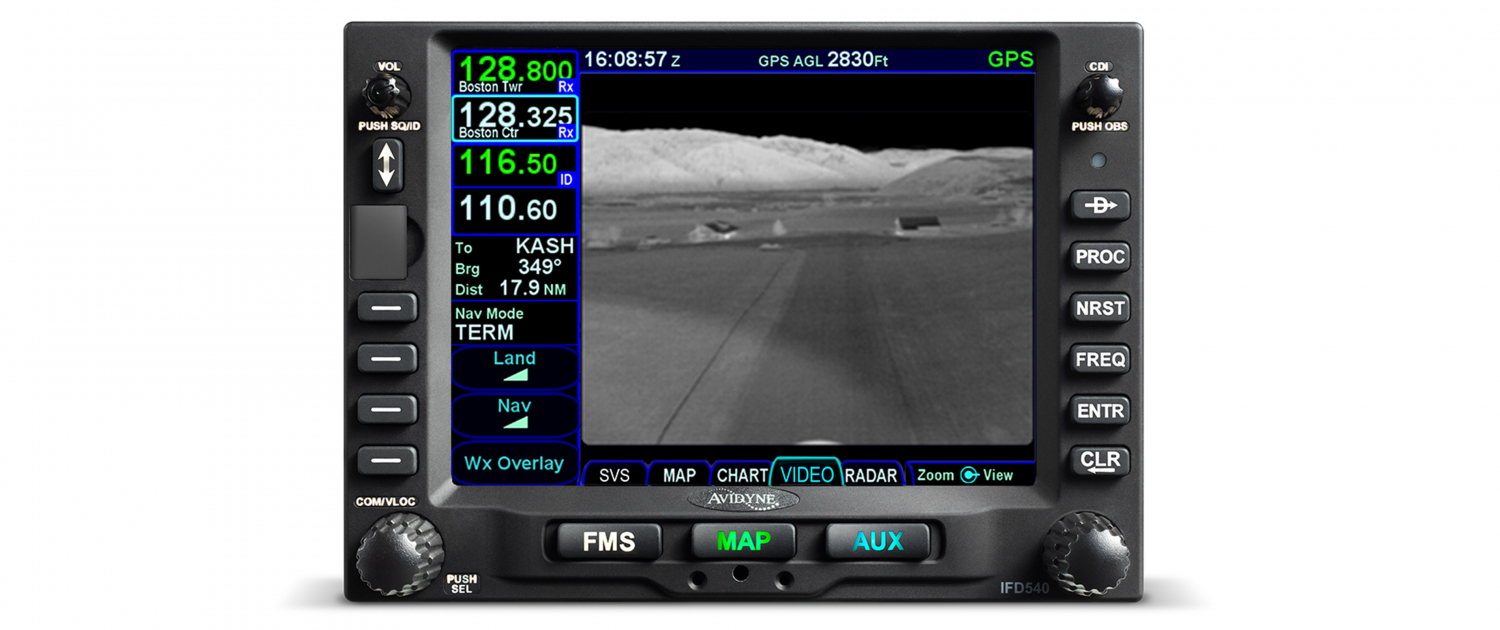 VOL
PUSH SQ/ID
128.800
Boston Twr Rx
128.325
Boston Ctr Rx
116.50
ID
110.60
To KASH
Brg 349°
Dist 17.9 NM
Nav Mode
TERM
Land
Nav
Wx Overlay
16:08:57 Z GPS AGL 2830Ft GPS
SVS MAP CHART VIDEO RADAR Zoom View
AVIDYNE
COM/VLOC
PUSH
SEL
FMS MAP AUX
IFD540
CDI
PUSH OBS
D
PROC
NRST
FREQ
ENTR
CLR